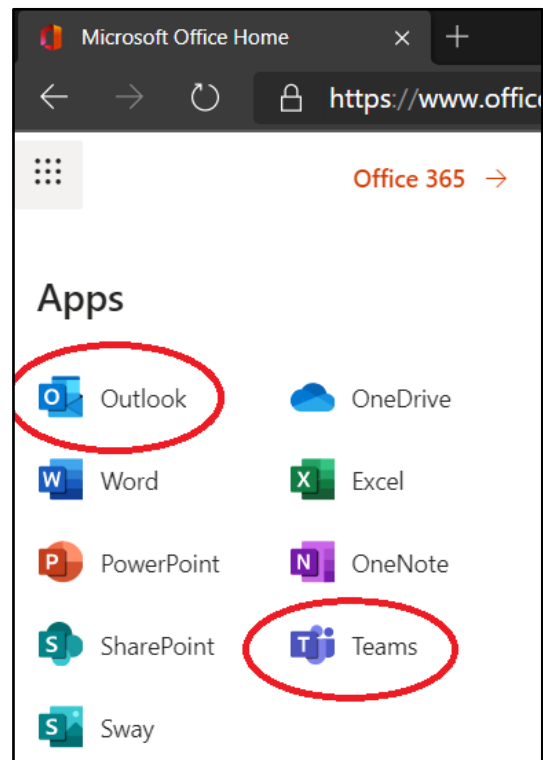 Microsoft Office Home
https://www.offic
Office 365
Apps
Outlook OneDrive
Word Excel
PowerPoint OneNote
SharePoint Teams
Sway